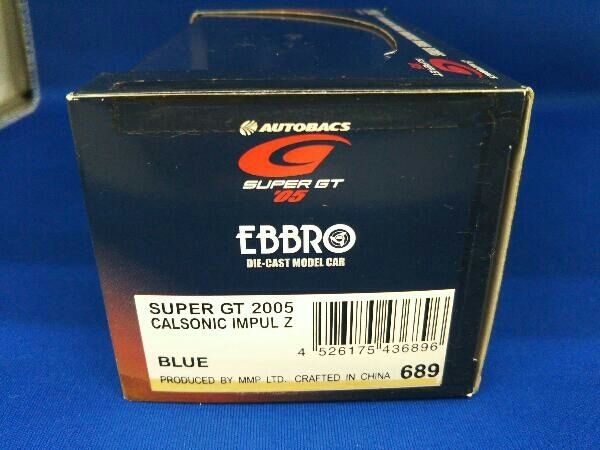 AUTOBACS
SUPER GT
'05
EBBRO
DIE-CAST MODEL CAR
SUPER GT 2005
CALSONIC IMPUL Z
BLUE
4 526175 436896
PRODUCED BY MMP LTD. CRAFTED IN CHINA 689